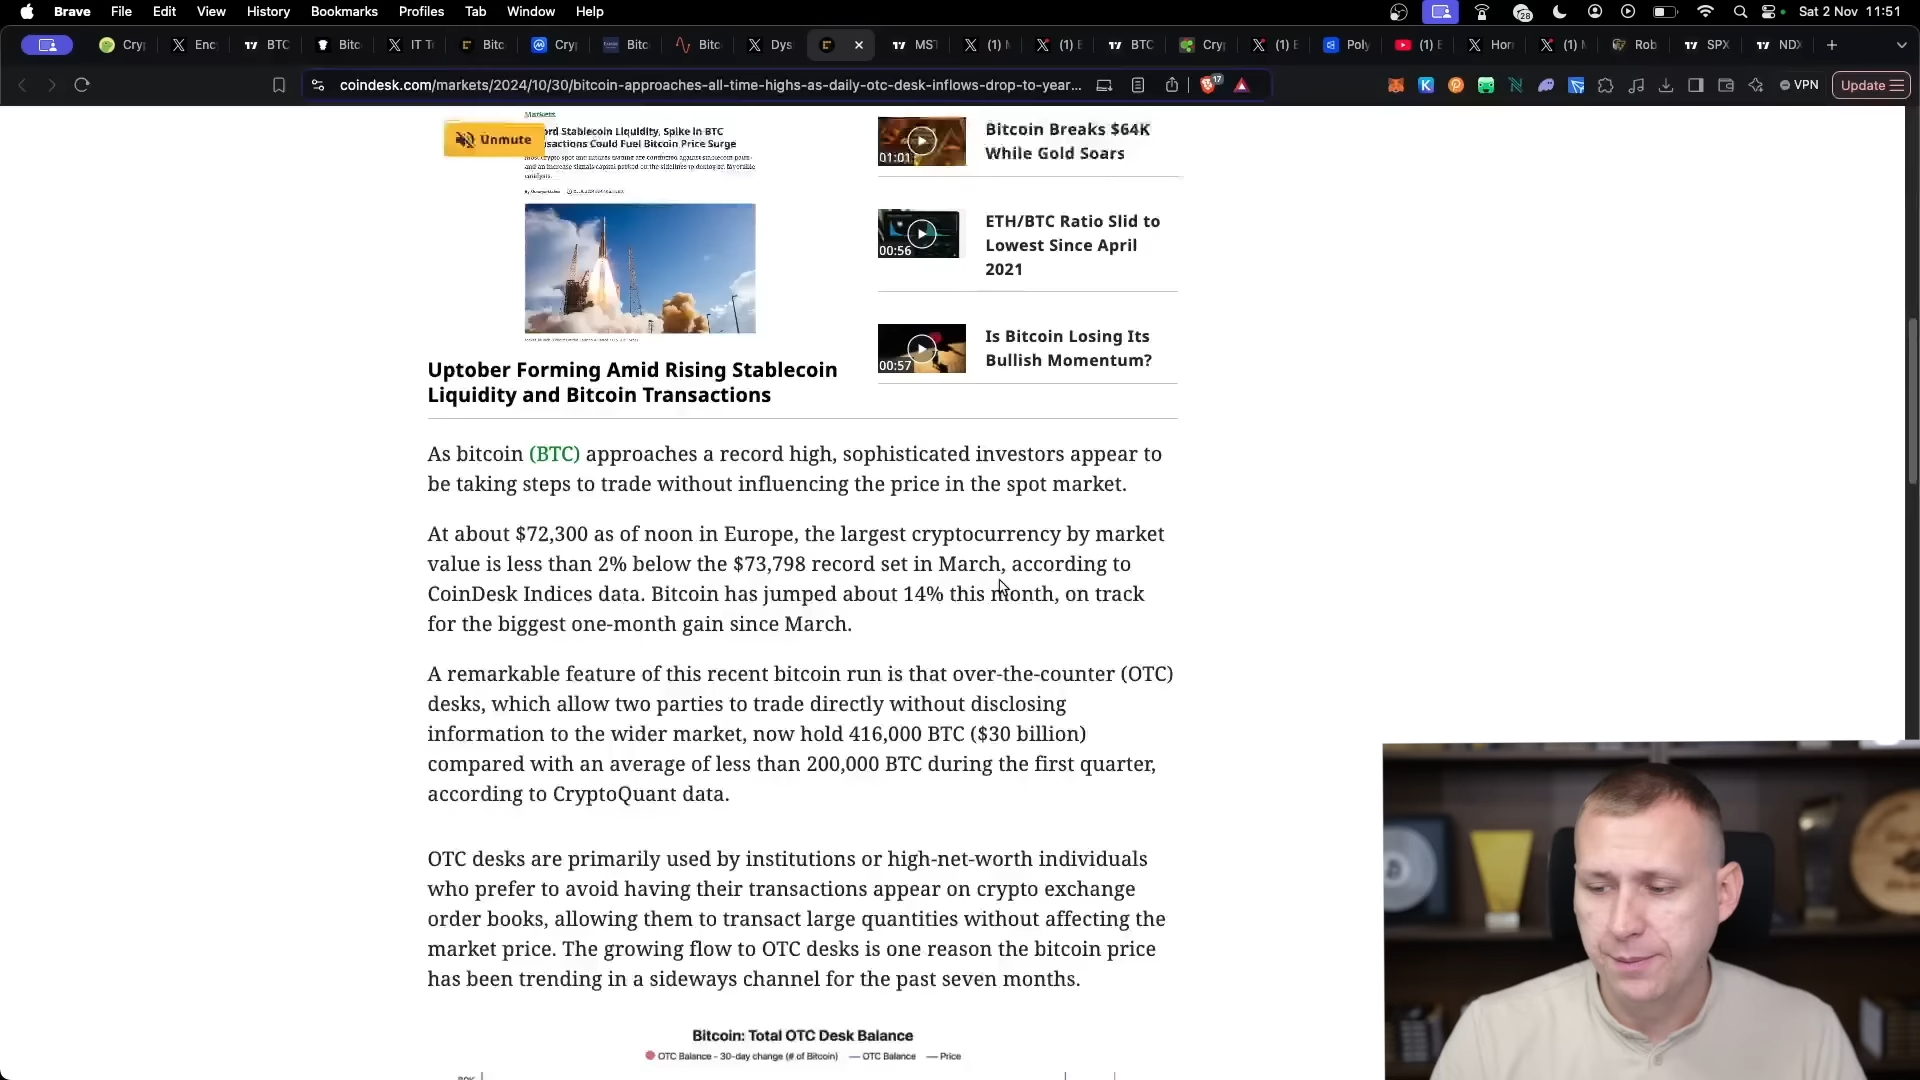 Brave File Edit View History Bookmarks Profiles Tab Window Help
28
Sat 2 Nov 11:51
Cry
Enc
BTC
Bitc
IT T
Bitc
Cry
Bitc
Bitc
Dys
MST
(1)
(1) E
BTC
Cry
(1) E
Poly
(1) E
Hor
(1)
Rob
SPX
NDX
coindesk.com/markets/2024/10/30/bitcoin-approaches-all-time-highs-as-daily-otc-desk-inflows-drop-to-year...
17
VPN
Update
Markets
Unmute
ord Stablecoin Liquidity, Spike in BTC
nsactions Could Fuel Bitcoin Price Surge
Uptober Forming Amid Rising Stablecoin
Liquidity and Bitcoin Transactions
01:01
Bitcoin Breaks $64K
While Gold Soars
00:56
ETH/BTC Ratio Slid to
Lowest Since April
2021
00:57
Is Bitcoin Losing Its
Bullish Momentum?
As bitcoin (BTC) approaches a record high, sophisticated investors appear to
be taking steps to trade without influencing the price in the spot market.
At about $72,300 as of noon in Europe, the largest cryptocurrency by market
value is less than 2% below the $73,798 record set in March, according to
CoinDesk Indices data. Bitcoin has jumped about 14% this month, on track
for the biggest one-month gain since March.
A remarkable feature of this recent bitcoin run is that over-the-counter (OTC)
desks, which allow two parties to trade directly without disclosing
information to the wider market, now hold 416,000 BTC ($30 billion)
compared with an average of less than 200,000 BTC during the first quarter,
according to CryptoQuant data.
OTC desks are primarily used by institutions or high-net-worth individuals
who prefer to avoid having their transactions appear on crypto exchange
order books, allowing them to transact large quantities without affecting the
market price. The growing flow to OTC desks is one reason the bitcoin price
has been trending in a sideways channel for the past seven months.
Bitcoin: Total OTC Desk Balance
OTC Balance - 30-day change (# of Bitcoin) OTC Balance Price